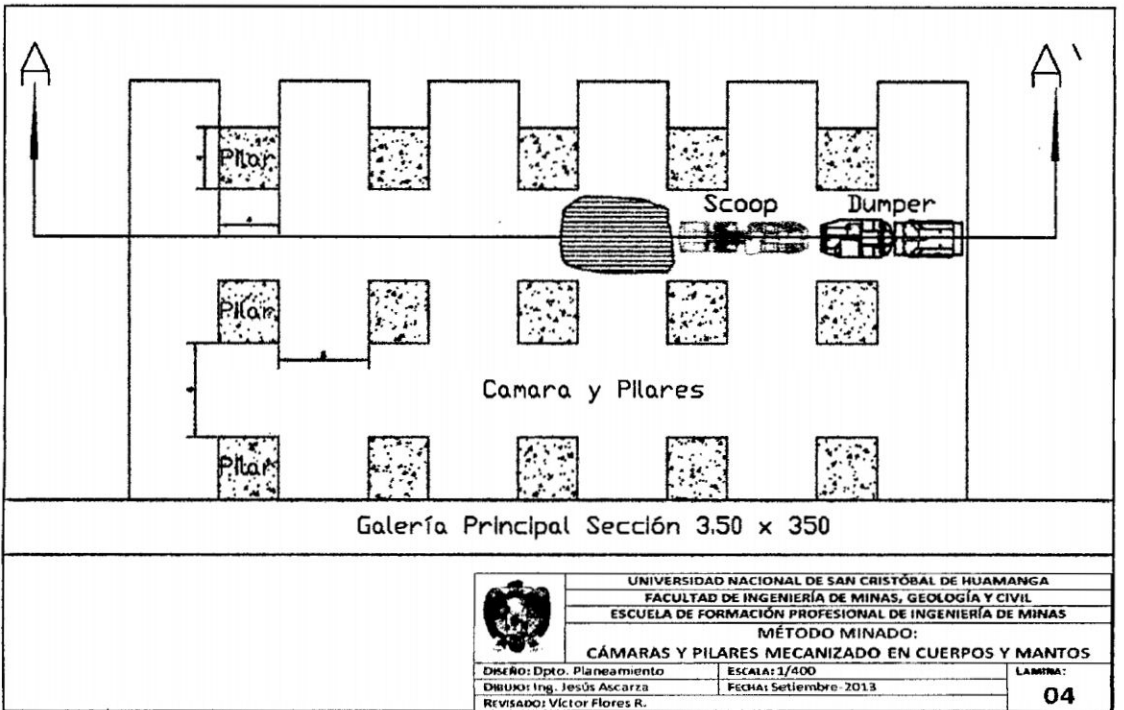 A A'
Pilar
Scoop Dumper
Pilar
Camara y Pilares
Pilar
Galería Principal Sección 3.50 x 350
UNIVERSIDAD NACIONAL DE SAN CRISTÓBAL DE HUAMANGA
FACULTAD DE INGENIERÍA DE MINAS, GEOLOGÍA Y CIVIL
ESCUELA DE FORMACIÓN PROFESIONAL DE INGENIERÍA DE MINAS
MÉTODO MINADO:
CÁMARAS Y PILARES MECANIZADO EN CUERPOS Y MANTOS
DISEÑO: Dpto. Planeamiento ESCALA: 1/400 LAMINA:
DIBUJO: Ing. Jesús Ascarza FECHA: Setiembre-2013 04
REVISADO: Víctor Flores R.